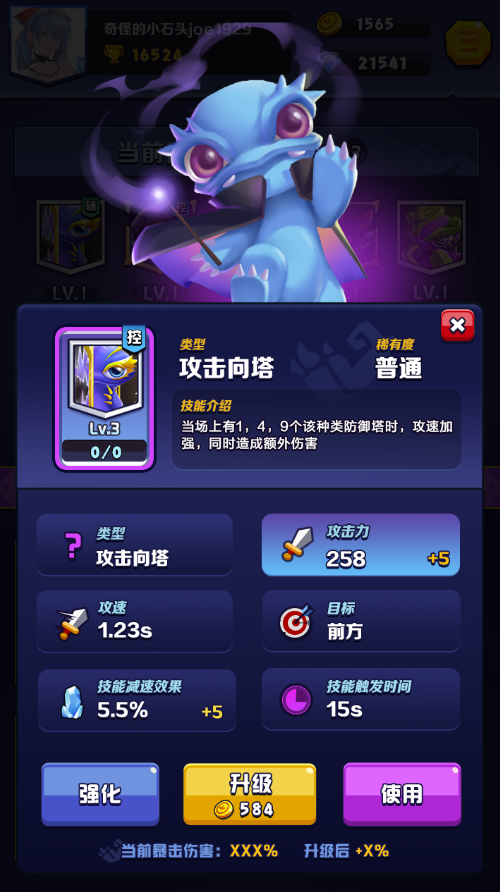 奇怪的小石头joe1929
1565
16524
21541
当前
辅
控
LV.1
LV.1
LV.1
控
Lv.3
0/0
类型
攻击向塔
稀有度
普通
技能介绍
当场上有1，4，9个该种类防御塔时，攻速加
强，同时造成额外伤害
类型
攻击向塔
攻击力
258
+5
攻速
1.23s
目标
前方
技能减速效果
5.5%
+5
技能触发时间
15s
强化
升级
584
使用
当前暴击伤害：XXX%
升级后 +X%